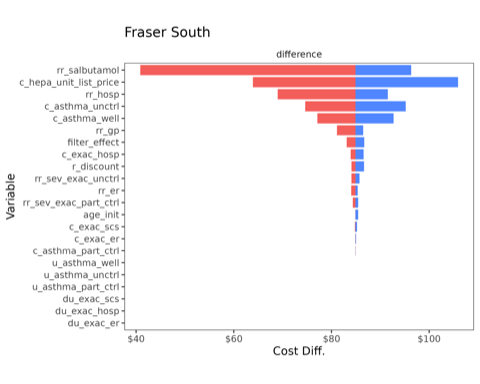 Fraser South
difference
rr_salbutamol
c_hepa_unit_list_price
rr_hosp
c_asthma_unctrl
c_asthma_well
rr_gp
filter_effect
c_exac_hosp
r_discount
rr_sev_exac_unctrl
rr_er
rr_sev_exac_part_ctrl
age_init
c_exac_scs
c_exac_er
c_asthma_part_ctrl
u_asthma_well
u_asthma_unctrl
u_asthma_part_ctrl
du_exac_scs
du_exac_hosp
du_exac_er
Variable
$40 $60 $80 $100
Cost Diff.